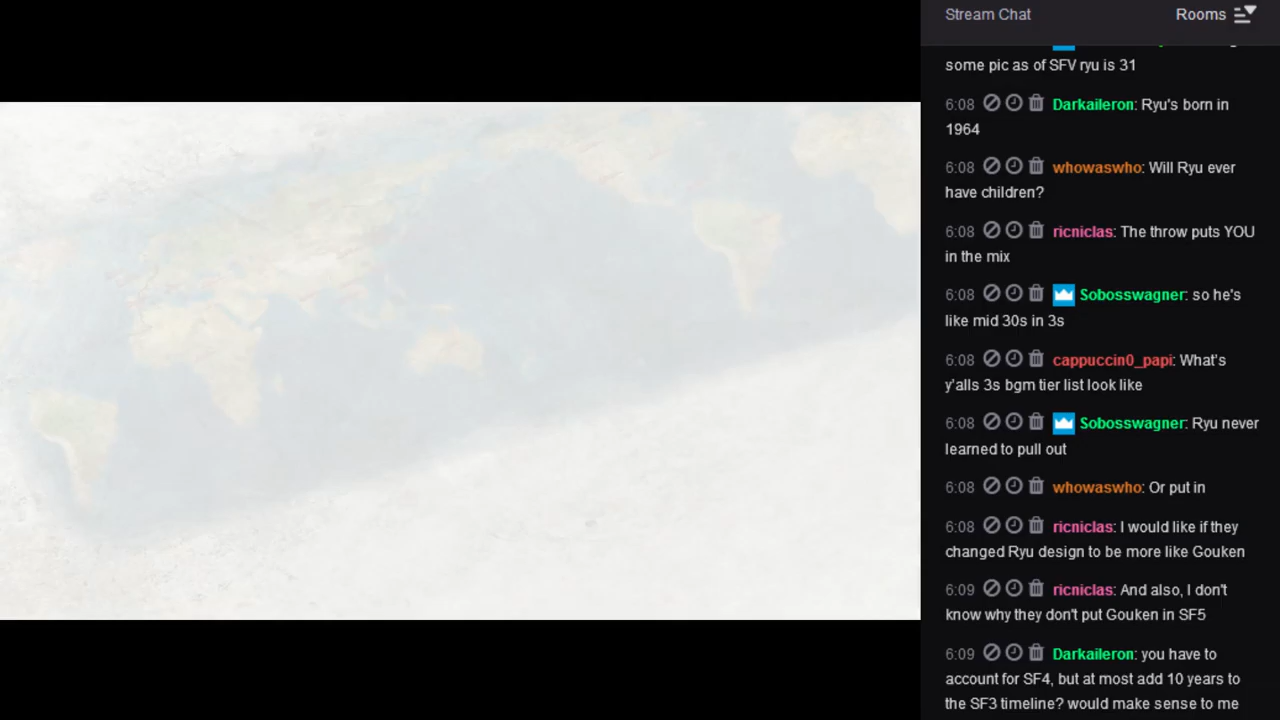 Stream Chat
Rooms
some pic as of SFV ryu is 31
6:08 Darkaileron: Ryu's born in
1964
6:08 whowaswho: Will Ryu ever
have children?
6:08 ricniclas: The throw puts YOU
in the mix
6:08 Sobosswagner: so he's
like mid 30s in 3s
6:08 cappuccin0_papi: What's
y'alls 3s bgm tier list look like
6:08 Sobosswagner: Ryu never
learned to pull out
6:08 whowaswho: Or put in
6:08 ricniclas: I would like if they
changed Ryu design to be more like Gouken
6:09 ricniclas: And also, I don't
know why they don't put Gouken in SF5
6:09 Darkaileron: you have to
account for SF4, but at most add 10 years to
the SF3 timeline? would make sense to me